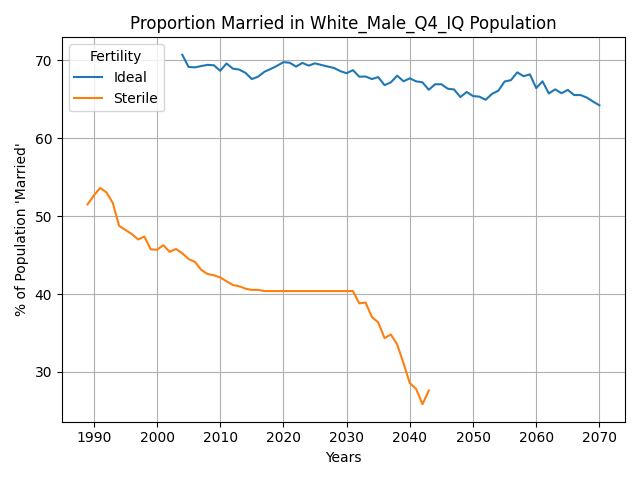 Proportion Married in White_Male_Q4_IQ Population
Fertility
Ideal
Sterile
% of Population 'Married'
70
60
50
40
30
1990 2000 2010 2020 2030 2040 2050 2060 2070
Years